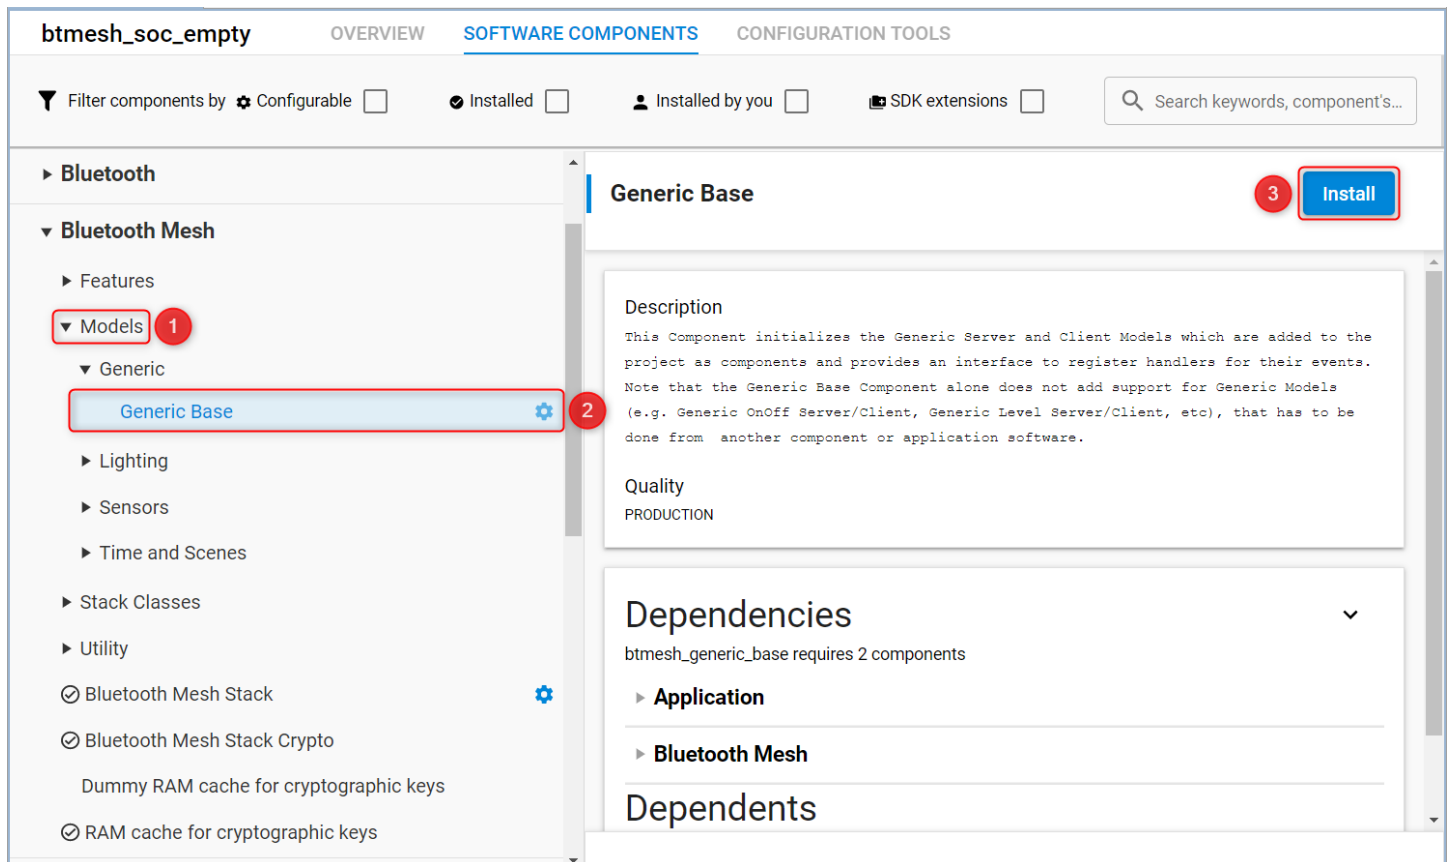 btmesh_soc_empty OVERVIEW SOFTWARE COMPONENTS CONFIGURATION TOOLS
Filter components by Configurable Installed Installed by you SDK extensions Search keywords, component's...
Bluetooth
Bluetooth Mesh
Features
Models 1
Generic
Generic Base 2
Lighting
Sensors
Time and Scenes
Stack Classes
Utility
Bluetooth Mesh Stack
Bluetooth Mesh Stack Crypto
Dummy RAM cache for cryptographic keys
RAM cache for cryptographic keys
Generic Base 3 Install
Description
This Component initializes the Generic Server and Client Models which are added to the
project as components and provides an interface to register handlers for their events.
Note that the Generic Base Component alone does not add support for Generic Models
(e.g. Generic OnOff Server/Client, Generic Level Server/Client, etc), that has to be
done from  another component or application software.
Quality
PRODUCTION
Dependencies
btmesh_generic_base requires 2 components
Application
Bluetooth Mesh
Dependents